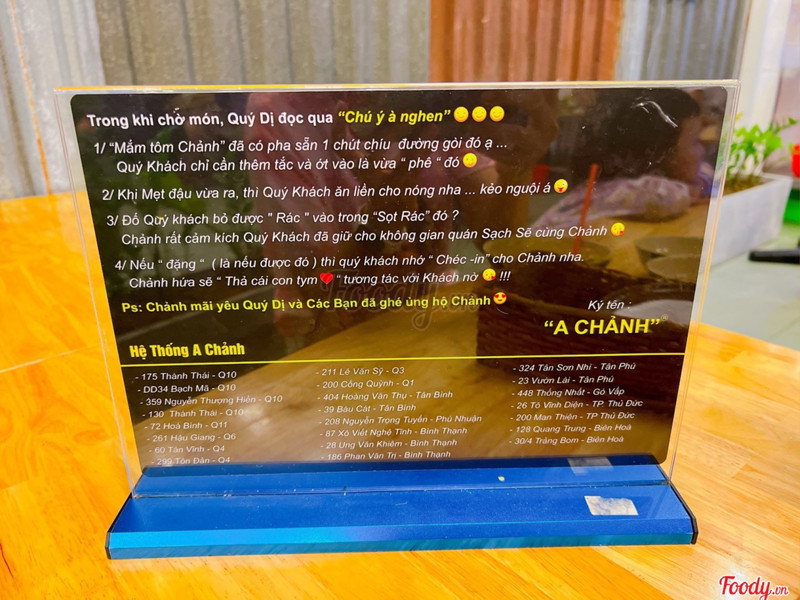 Trong khi chờ món, Quý Dị đọc qua "Chú ý à nghen" 😑😑😑
1/ "Mắm tôm Chảnh" đã có pha sẵn 1 chút chíu đường gòi đó ạ ...
Quý Khách chỉ cần thêm tắc và ớt vào là vừa " phê " đó
2/ Khi Mẹt đậu vừa ra, thì Quý Khách ăn liền cho nóng nha ... kẻo nguội á
3/ Đố Quý khách bỏ được " Rác " vào trong "Sọt Rác" đó ?
Chảnh rất cảm kích Quý Khách đã giữ cho không gian quán Sạch Sẽ cùng Chảnh
4/ Nếu " đặng " ( là nếu được đó ) thì quý khách nhớ " Chéc -in" cho Chảnh nha.
Chảnh hứa sẽ " Thả cái con tym 💔 " tương tác với Khách nờ 😘 !!!
Ps: Chảnh mãi yêu Quý Dị và Các Bạn đã ghé ủng hộ Chảnh 😍
Ký tên :
"A CHẢNH"
Hệ Thống A Chảnh
- 175 Thành Thái - Q10
- DD34 Bạch Mã - Q10
- 359 Nguyễn Thượng Hiền - Q10
- 130 Thành Thái - Q10
- 72 Hoà Bình - Q11
- 261 Hậu Giang - Q6
- 60 Tân Vĩnh - Q4
- 299 Tôn Đản - Q4
- 211 Lê Văn Sỹ - Q3
- 200 Cống Quỳnh - Q1
- 404 Hoàng Văn Thụ - Tân Bình
- 39 Bàu Cát - Tân Bình
- 208 Nguyễn Trọng Tuyển - Phú Nhuận
- 87 Xô Viết Nghệ Tĩnh - Bình Thạnh
- 28 Ung Văn Khiêm - Bình Thạnh
- 186 Phan Văn Trị - Bình Thạnh
- 324 Tân Sơn Nhì - Tân Phú
- 23 Vườn Lài - Tân Phú
- 448 Thống Nhất - Gò Vấp
- 26 Tô Vĩnh Diện - TP. Thủ Đức
- 200 Man Thiện - TP Thủ Đức
- 128 Quang Trung - Biên Hoà
- 30/4 Trảng Bom - Biên Hoà
Foody.vn
Foody.vn